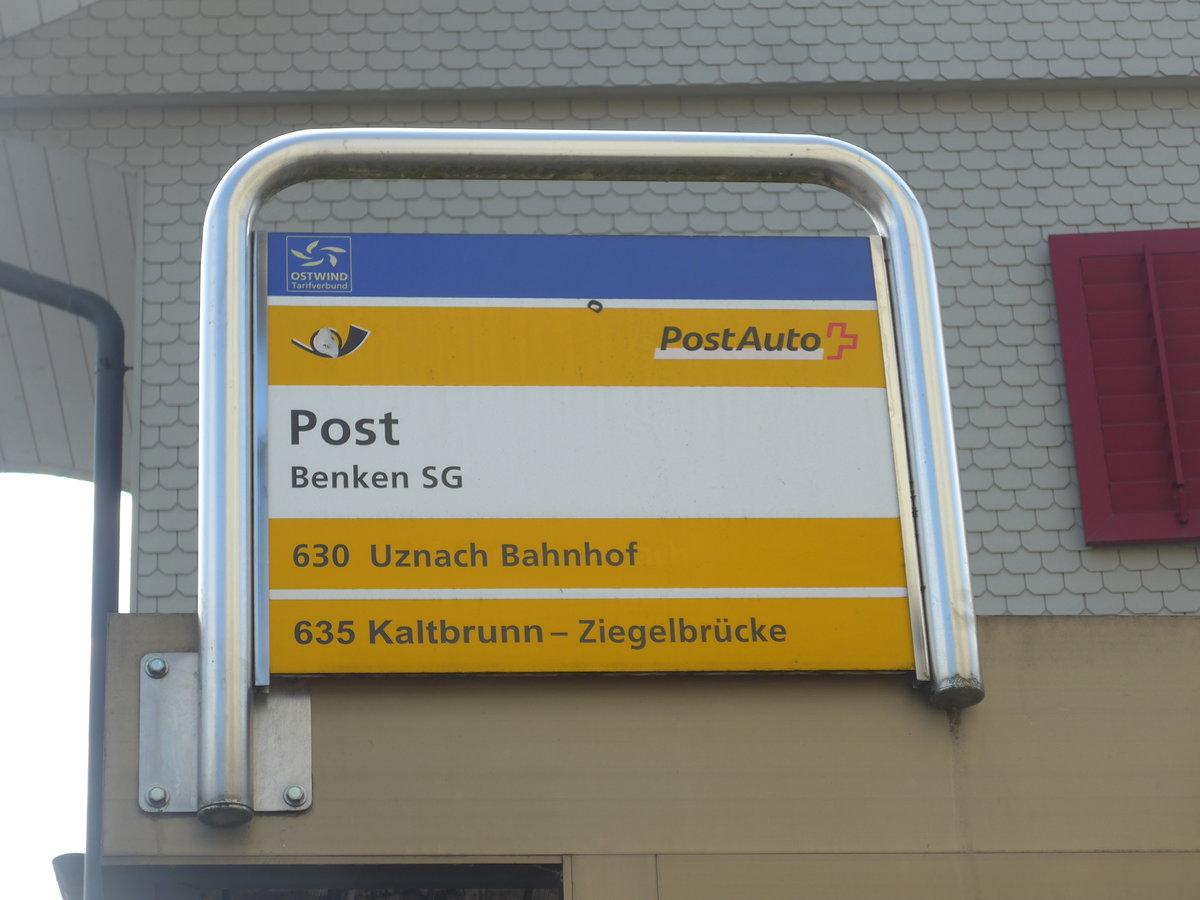 OSTWIND
Tarifverbund
PostAuto
Post
Benken SG
630 Uznach Bahnhof
635 Kaltbrunn – Ziegelbrücke